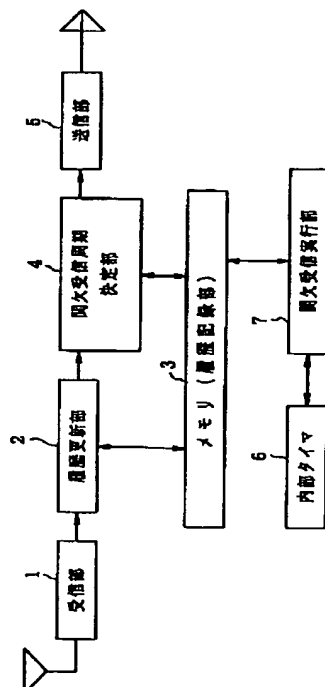 1
受信部
2
履歴更新部
4
間欠受信周期
決定部
5
送信部
3
メモリ（履歴記録部）
6
内部タイマ
7
間欠受信実行部